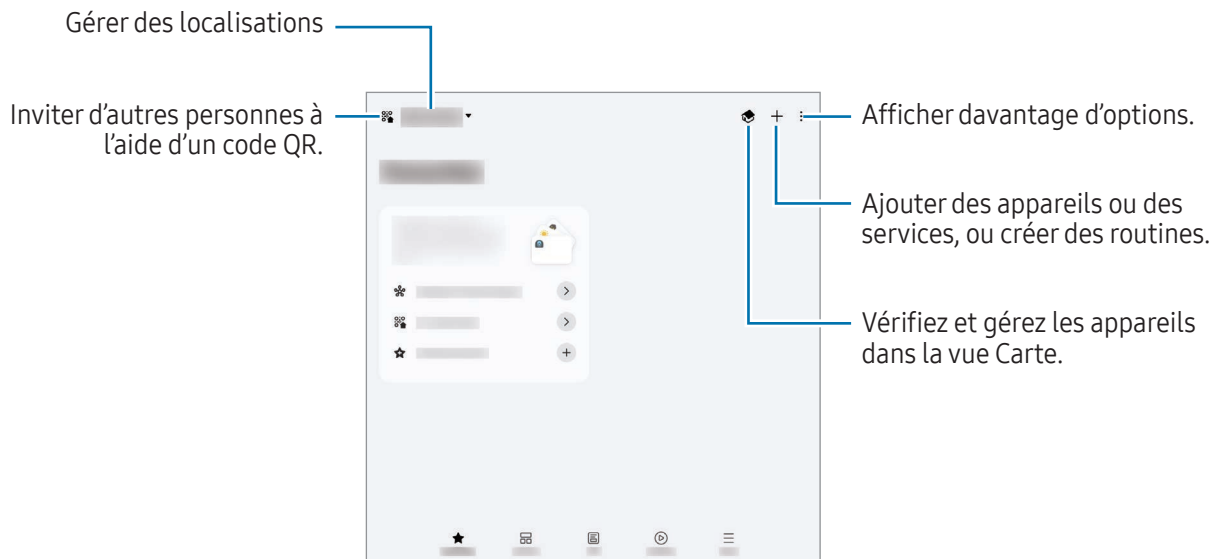 Gérer des localisations
Inviter d'autres personnes à
l'aide d'un code QR.
Afficher davantage d'options.
Ajouter des appareils ou des
services, ou créer des routines.
Vérifiez et gérez les appareils
dans la vue Carte.